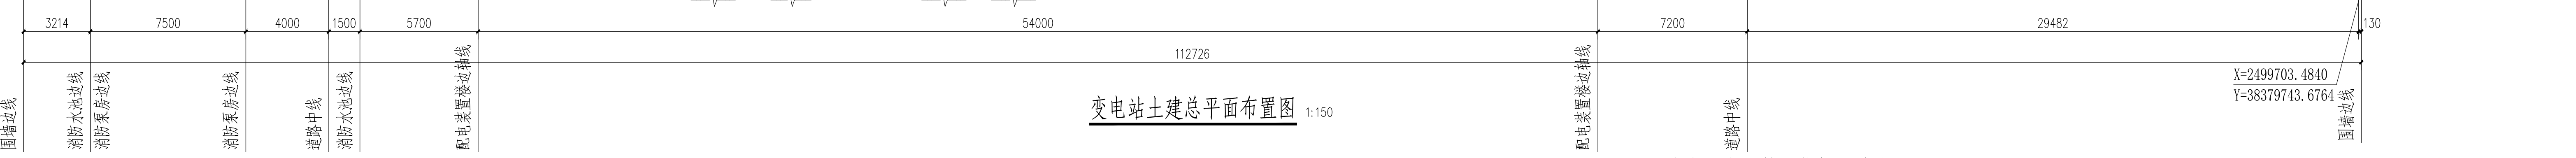 3214 7500 4000 1500 5700 54000 7200 29482 130
112726
X=2499703.4840
Y=38379743.6764
变电站土建总平面布置图 1:150
围墙边线
消防水池边线
消防泵房边线
消防泵房边线
道路中线
消防水池边线
配电装置楼边轴线
配电装置楼边轴线
道路中线
围墙边线